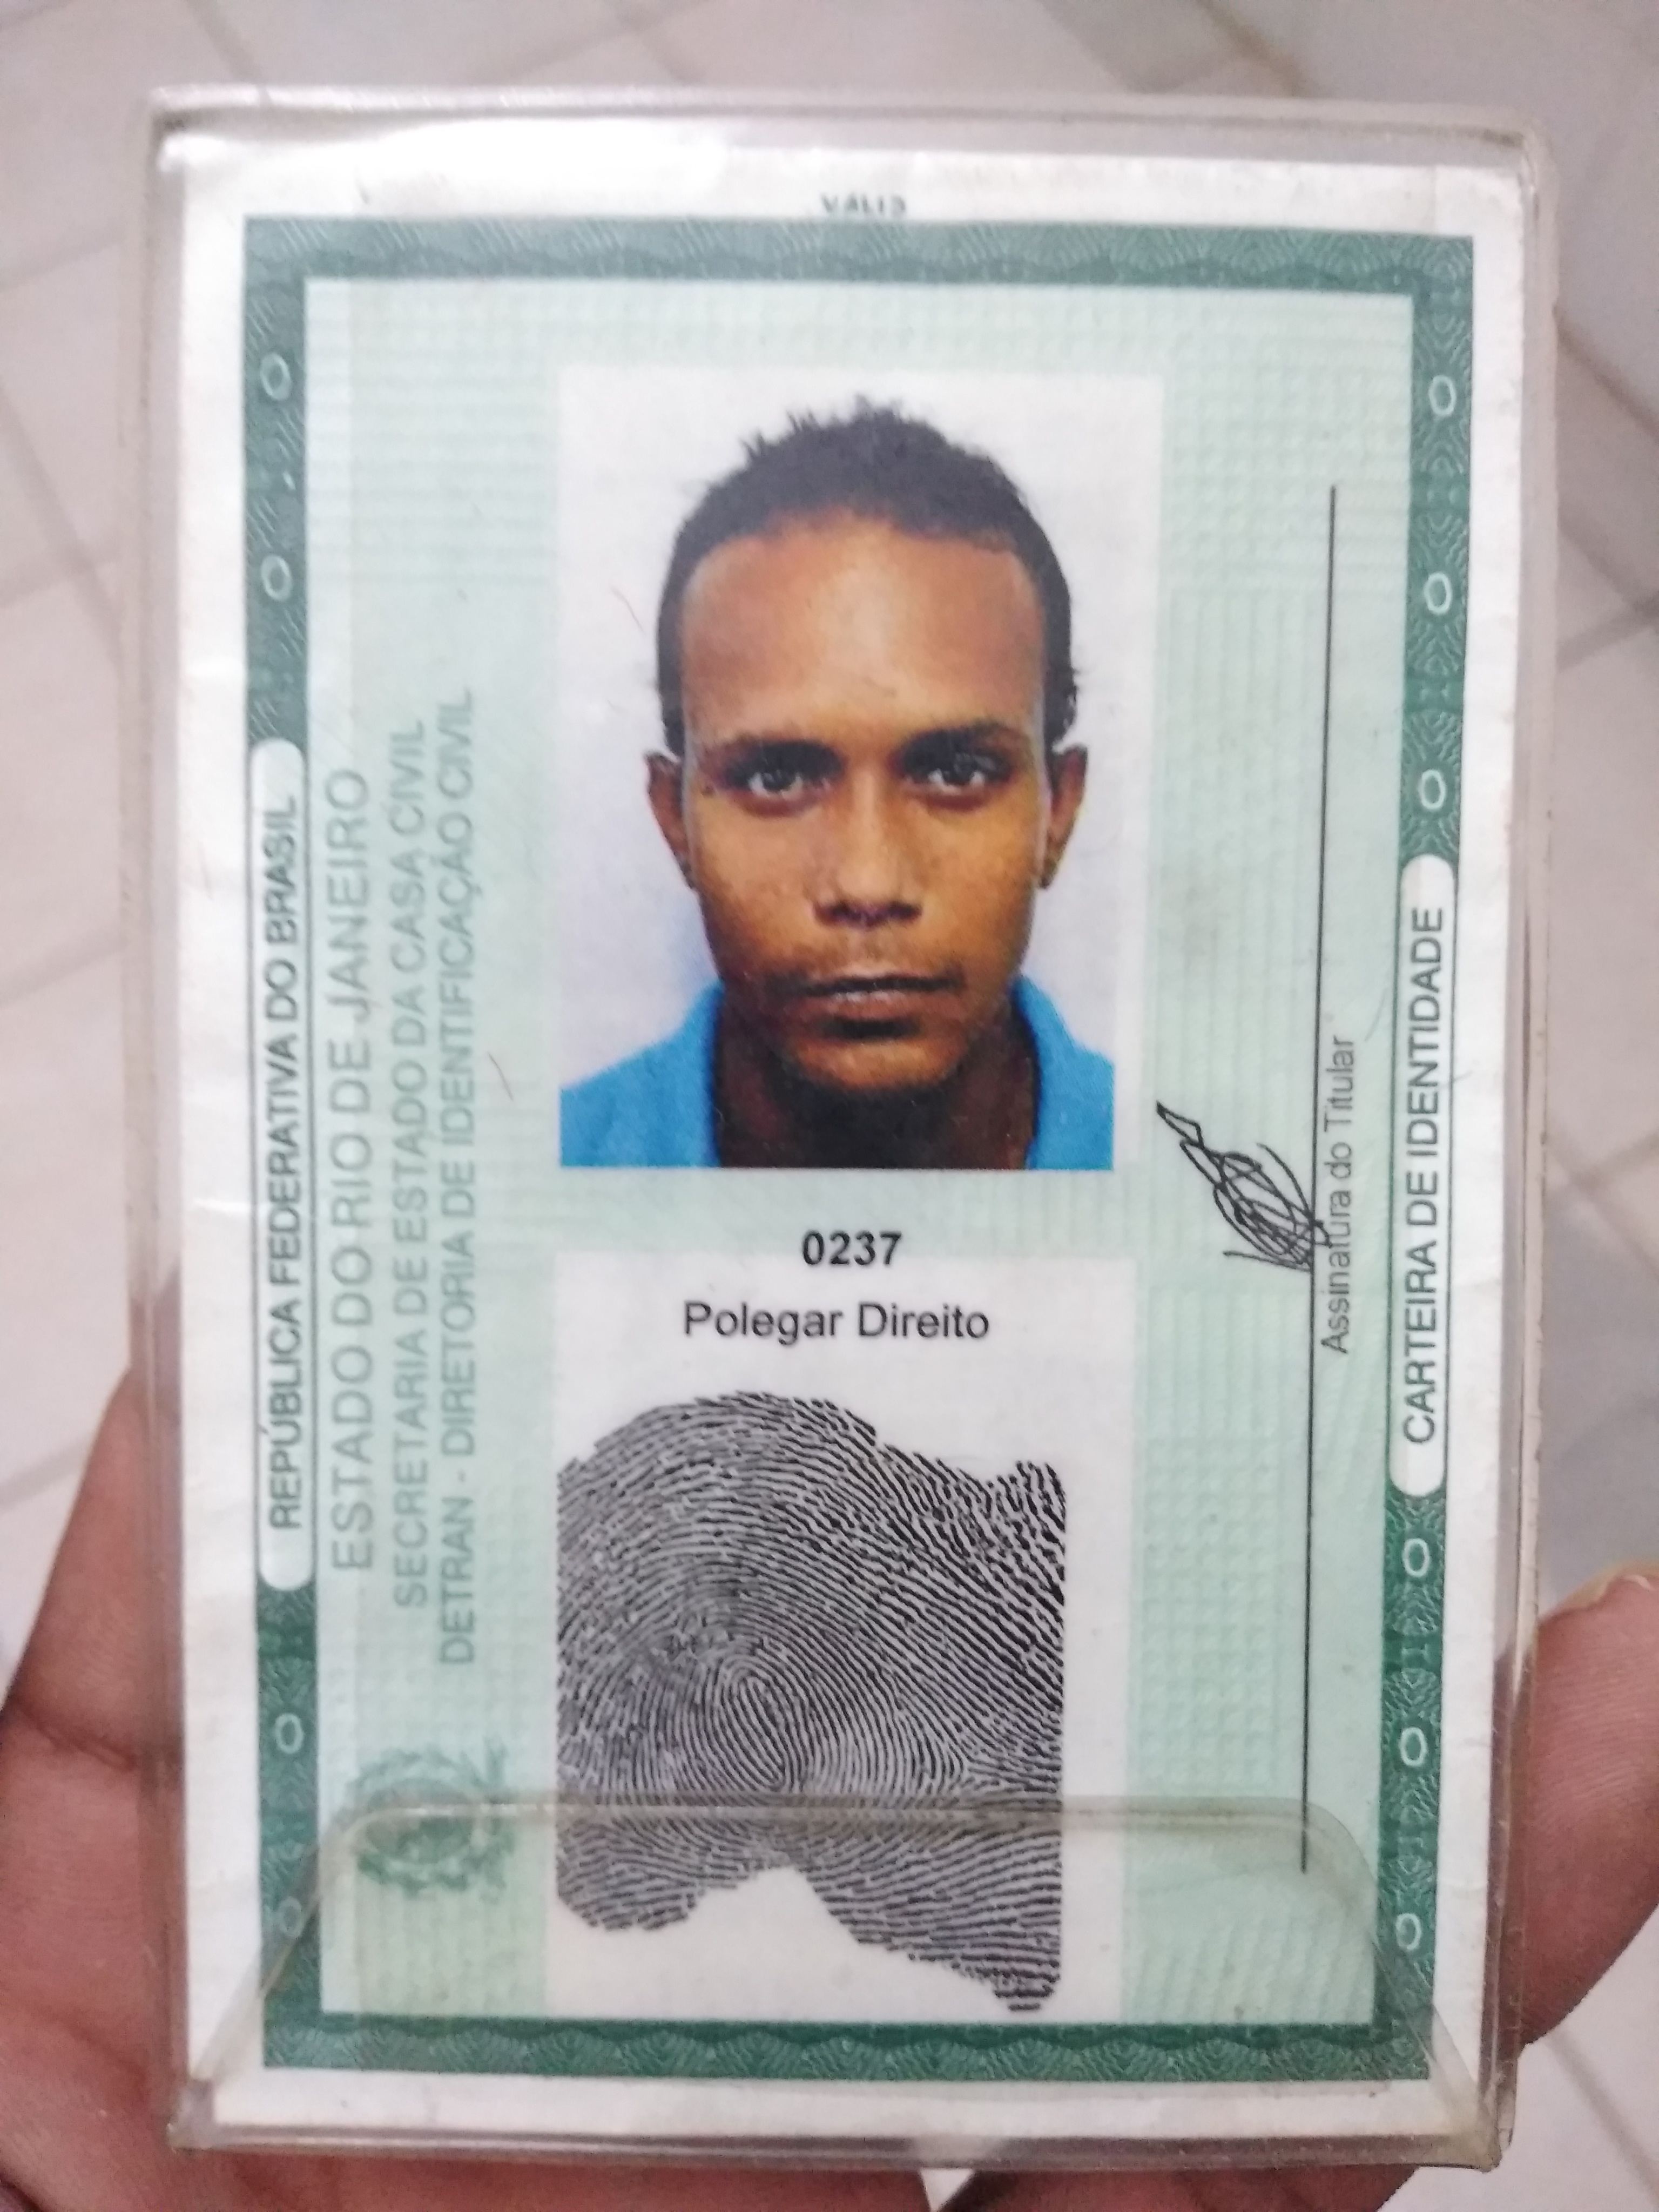 REPÚBLICA FEDERATIVA DO BRASIL
ESTADO DO RIO DE JANEIRO
SECRETARIA DE ESTADO DA CASA CIVIL
DETRAN - DIRETORIA DE IDENTIFICAÇÃO CIVIL
0237
Polegar Direito
Assinatura do Titular
CARTEIRA DE IDENTIDADE